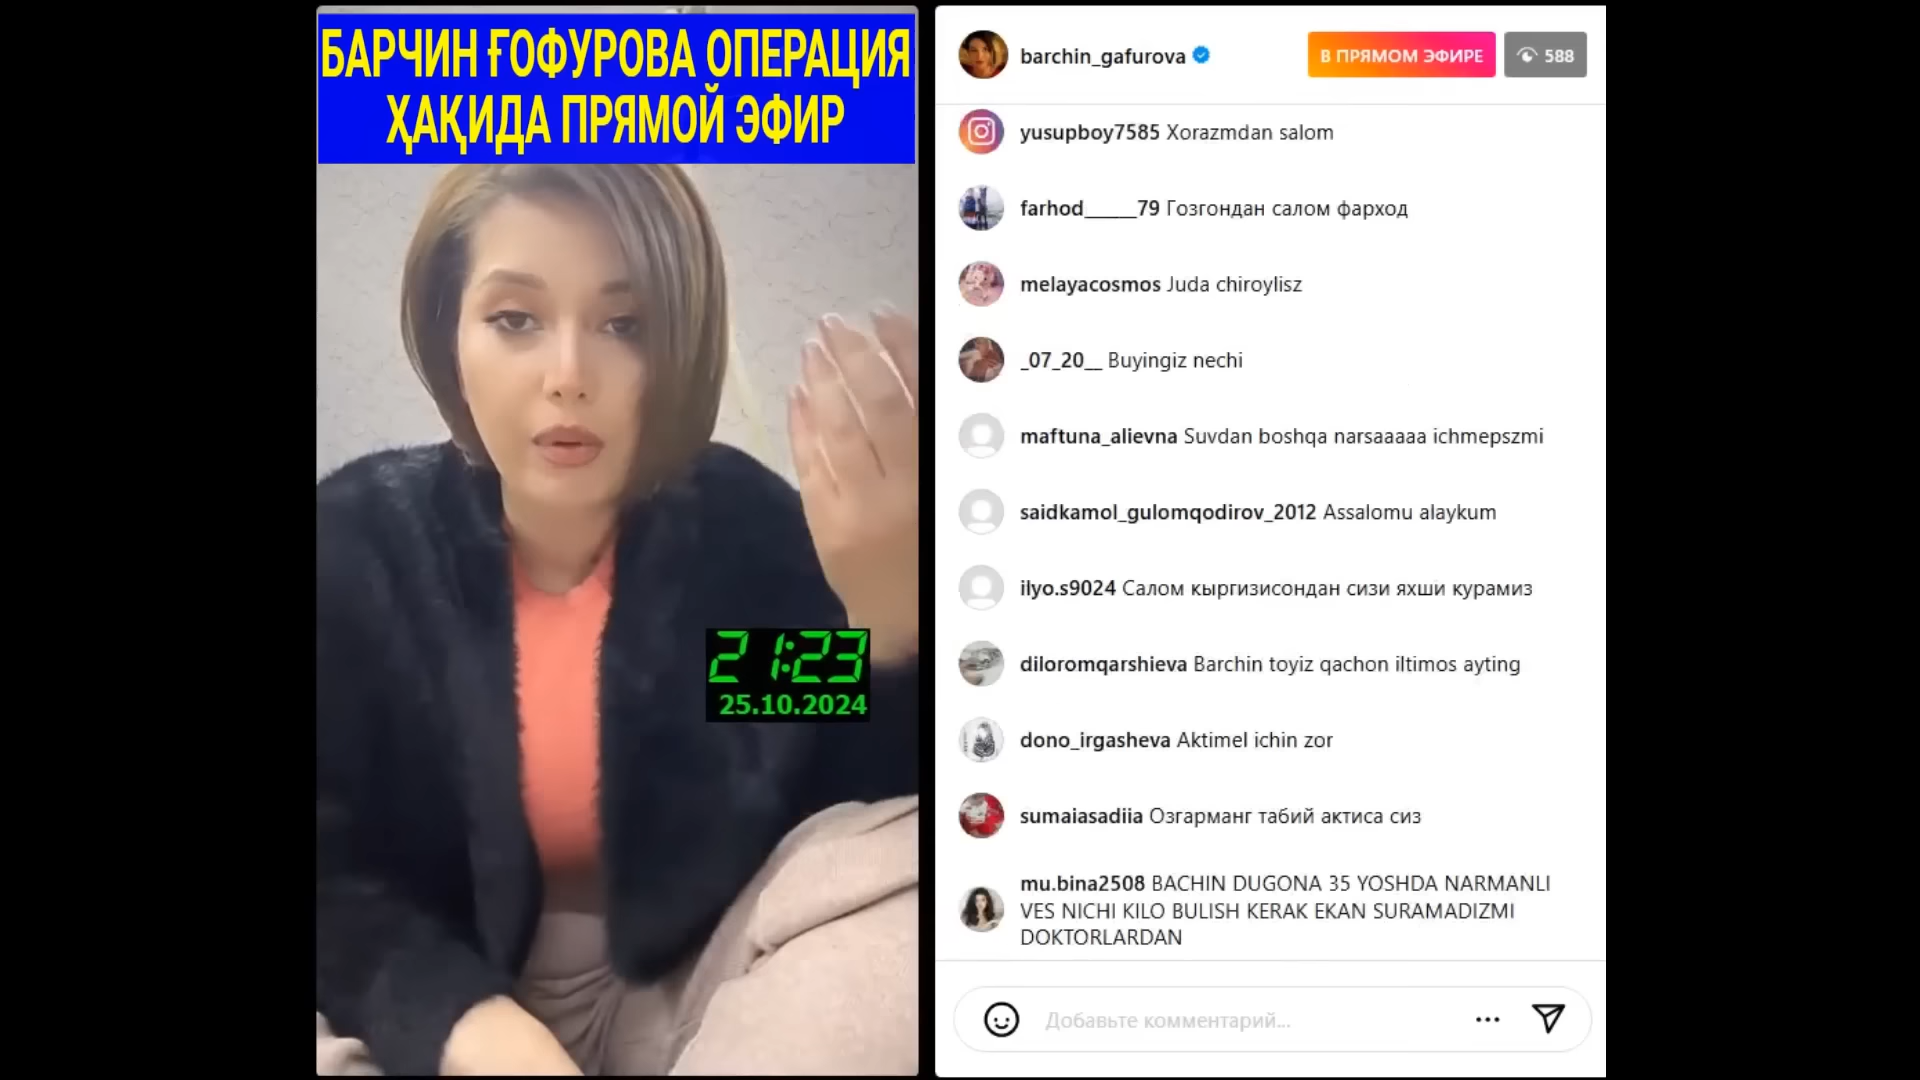 БАРЧИН ҒОФУРОВА ОПЕРАЦИЯ
ҲАҚИДА ПРЯМОЙ ЭФИР
21:23
25.10.2024
barchin_gafurova
В ПРЯМОМ ЭФИРЕ
588
yusupboy7585 Xorazmdan salom
farhod______79 Гозгондан салом фарход
melayacosmos Juda chiroylisz
_07_20__ Buyingiz nechi
maftuna_alievna Suvdan boshqa narsaaaaa ichmepszmi
saidkamol_gulomqodirov_2012 Assalomu alaykum
ilyo.s9024 Салом кыргизисондан сизи яхши курамиз
diloromqarshieva Barchin toyiz qachon iltimos ayting
dono_irgasheva Aktimel ichin zor
sumaiasadiia Озгарманг табий актиса сиз
mu.bina2508 BACHIN DUGONA 35 YOSHDA NARMANLI
VES NICHI KILO BULISH KERAK EKAN SURAMADIZMI
DOKTORLARDAN
Добавьте комментарий...